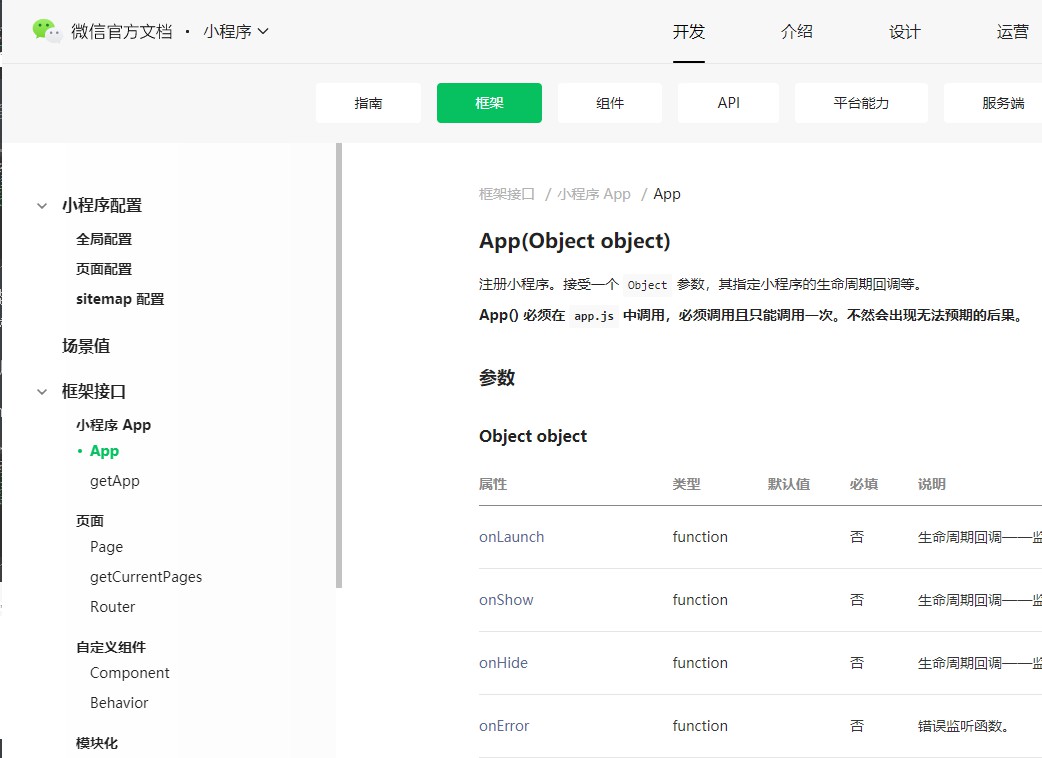 微信官方文档 · 小程序
开发 介绍 设计 运营
指南 框架 组件 API 平台能力 服务端
小程序配置
全局配置
页面配置
sitemap 配置
场景值
框架接口
小程序 App
• App
getApp
页面
Page
getCurrentPages
Router
自定义组件
Component
Behavior
模块化
框架接口 / 小程序 App / App
App(Object object)
注册小程序。接受一个 Object 参数，其指定小程序的生命周期回调等。
App() 必须在 app.js 中调用，必须调用且只能调用一次。不然会出现无法预期的后果。
参数
Object object
属性 类型 默认值 必填 说明
onLaunch function 否 生命周期回调——监
onShow function 否 生命周期回调——监
onHide function 否 生命周期回调——监
onError function 否 错误监听函数。